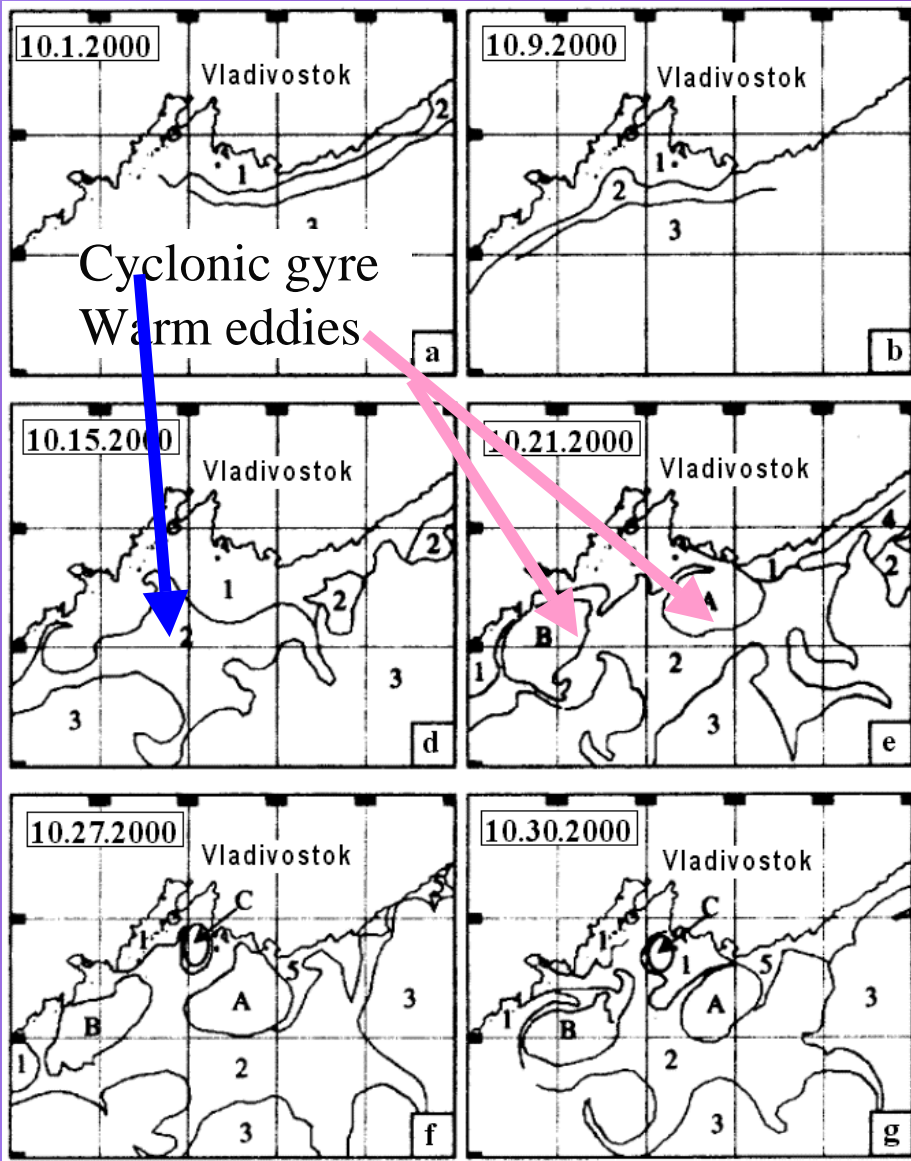 10.1.2000
Vladivostok
2
1
3
a
10.9.2000
Vladivostok
1
2
3
b
Cyclonic gyre
Warm eddies
10.15.2000
Vladivostok
1
2
2
2
3
3
d
10.21.2000
Vladivostok
4
1
2
A
B
1
2
3
e
10.27.2000
Vladivostok
C
1
5
3
A
B
1
2
3
f
10.30.2000
Vladivostok
C
1
1
5
3
A
1
B
2
3
g